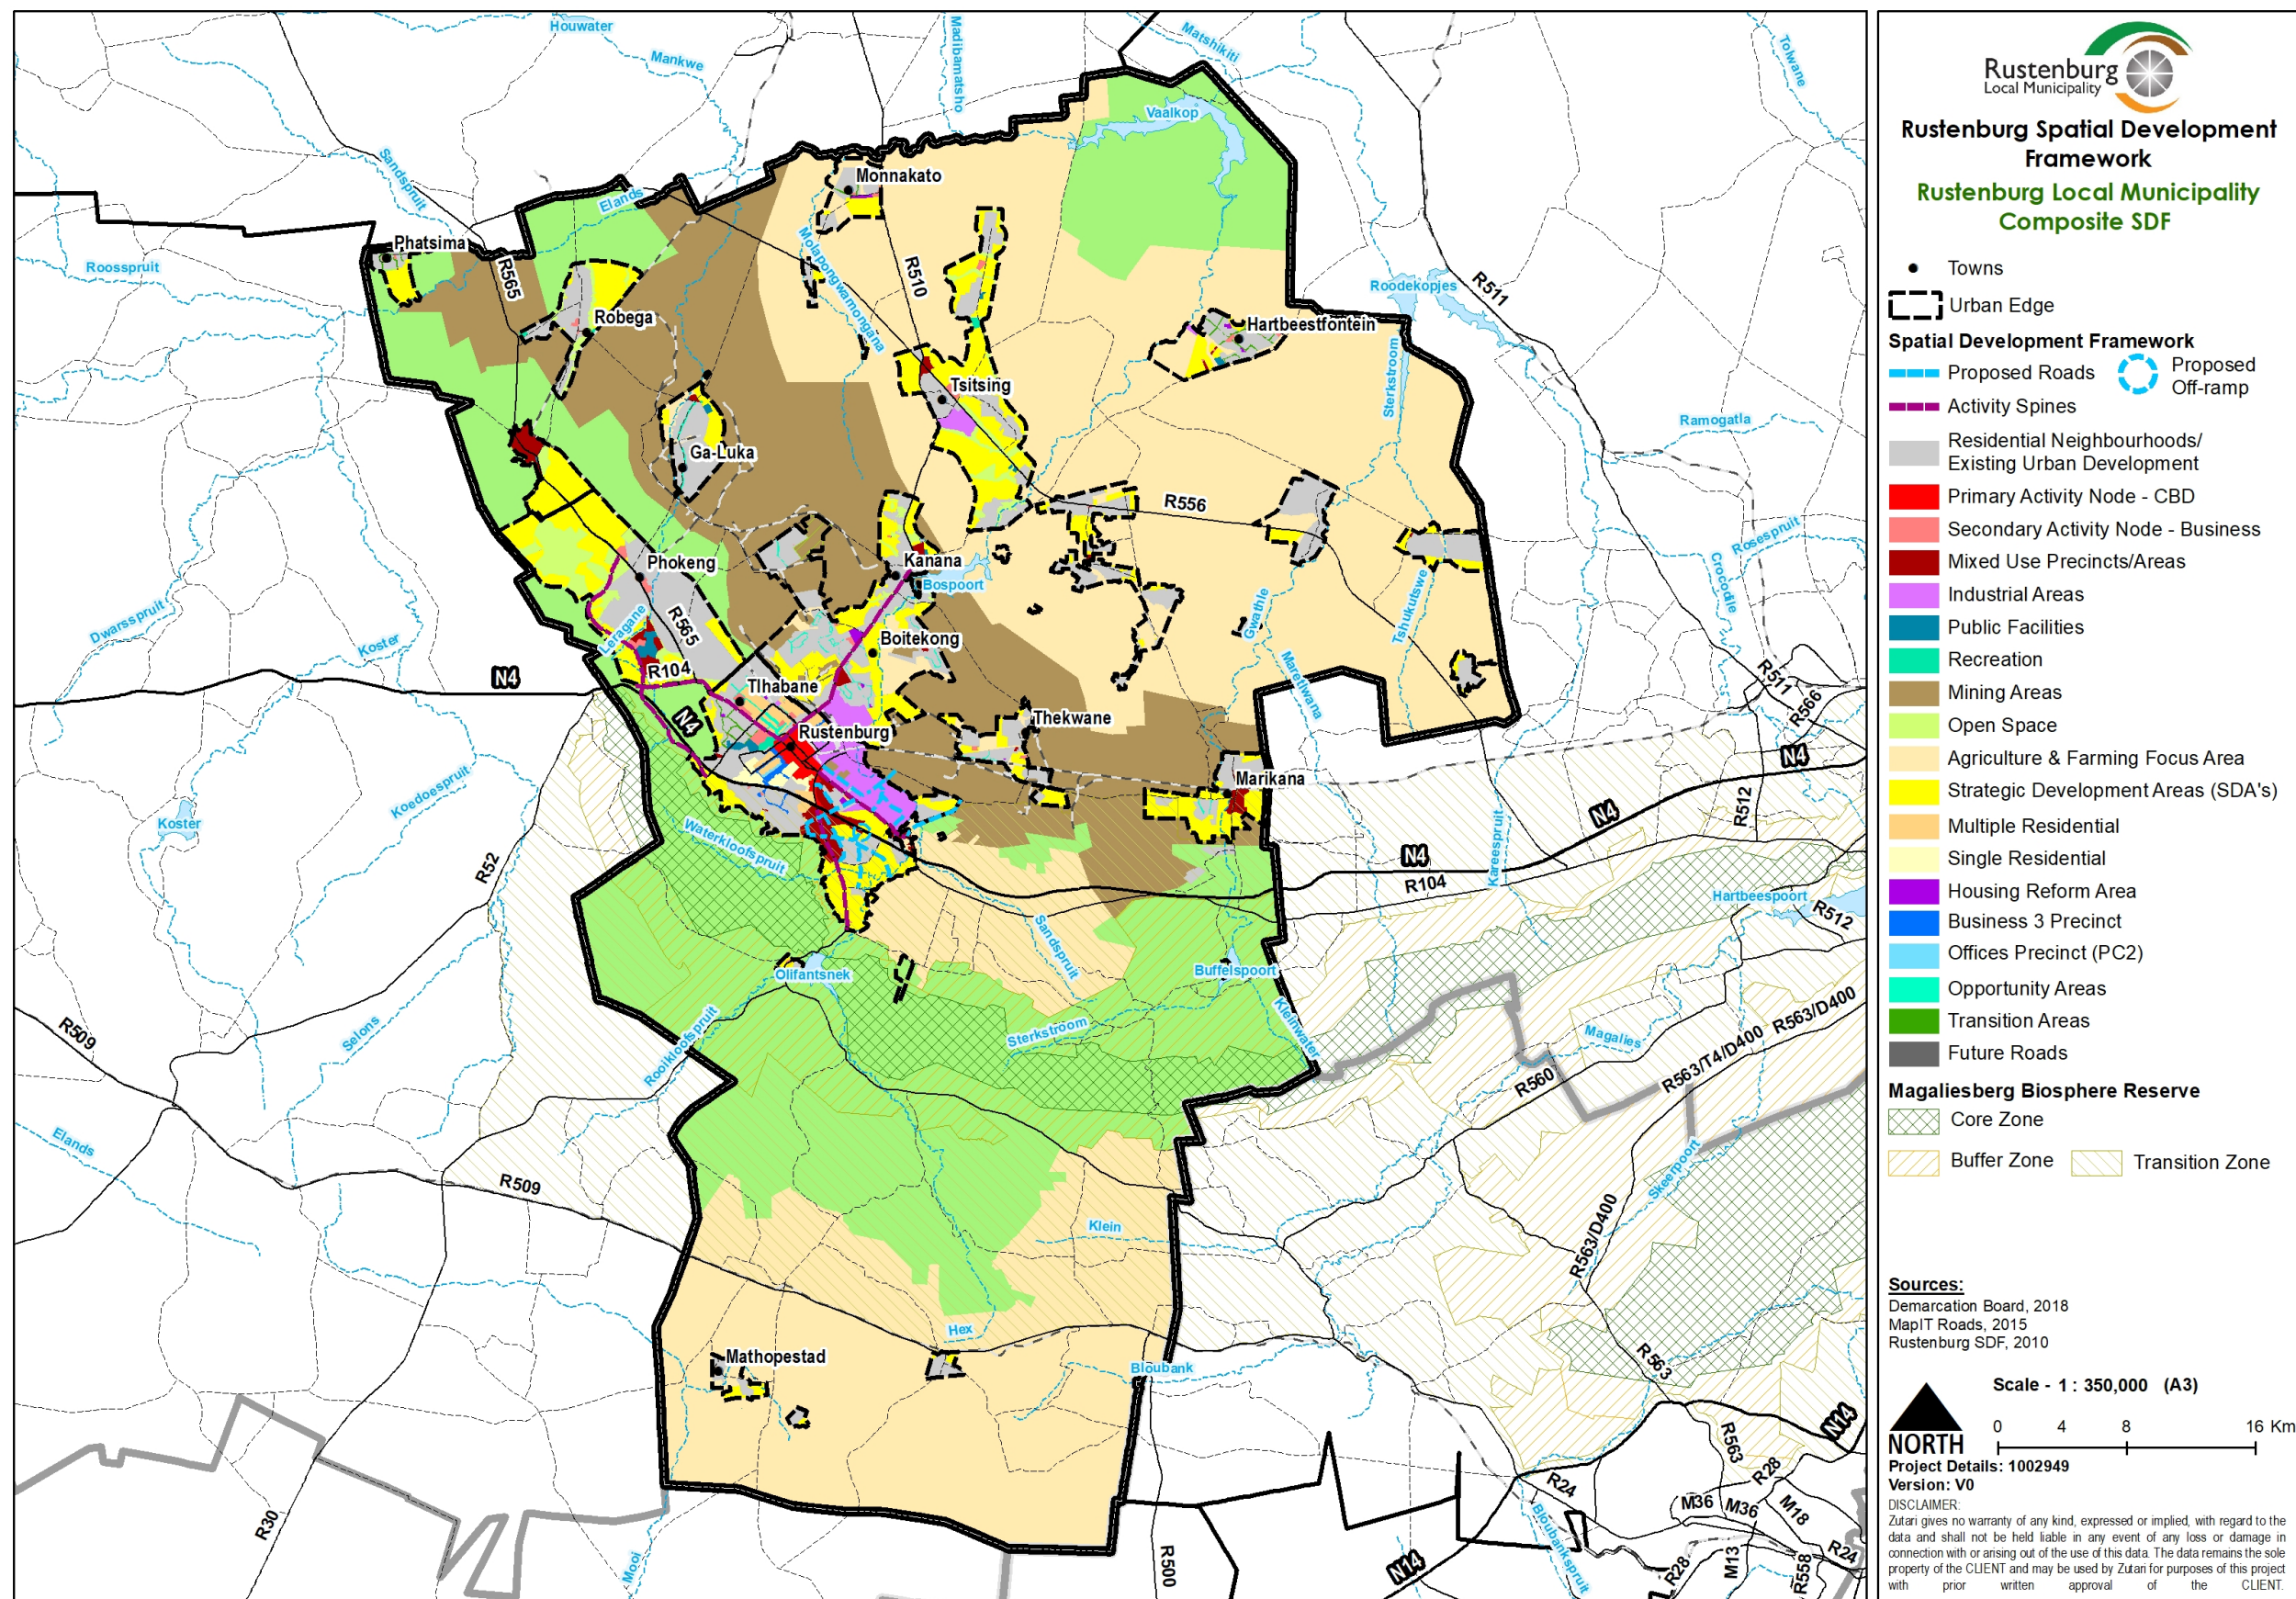 Houwater
Mankwe
Madibamatsho
Matshikiti
Tolwane
Sandspruit
Vaalkop
Monnakato
Elands
Phatsima
Roosspruit
R565
Molapongwamongana
R510
Roodekopjes
R511
Robega
Hartbeestfontein
Sterkstroom
Tsitsing
Ramogatla
Ga-Luka
R556
Rosespruit
Phokeng
Kanana
Bospoort
Crocodile
Dwarsspruit
Leragane
R565
Gwathle
Tshukutswe
Koster
Boitekong
R104
N4
Tlhabane
Maretlwana
R511
R566
N4
Thekwane
Rustenburg
N4
Marikana
Koedoespruit
Koster
R512
N4
Waterkloofspruit
Kareespruit
N4
R52
R104
Hartbeespoort
R512
Sandspruit
Olifantsnek
Buffelspoort
R509
Selons
Rooikloofspruit
Sterkstroom
Kleinwater
Magalies
R563/D400
R563/T4/D400
R560
Elands
Skeerpoort
R509
Klein
R563/D400
Hex
Mathopestad
Bloubank
R563
N14
R563
R28
R24
M36
M36
M18
R30
Mooi
R500
N14
Bloubankspruit
R28
M13
R558
R24
Rustenburg
Local Municipality
Rustenburg Spatial Development
Framework
Rustenburg Local Municipality
Composite SDF
Towns
Urban Edge
Spatial Development Framework
Proposed Roads
Proposed
Off-ramp
Activity Spines
Residential Neighbourhoods/
Existing Urban Development
Primary Activity Node - CBD
Secondary Activity Node - Business
Mixed Use Precincts/Areas
Industrial Areas
Public Facilities
Recreation
Mining Areas
Open Space
Agriculture & Farming Focus Area
Strategic Development Areas (SDA's)
Multiple Residential
Single Residential
Housing Reform Area
Business 3 Precinct
Offices Precinct (PC2)
Opportunity Areas
Transition Areas
Future Roads
Magaliesberg Biosphere Reserve
Core Zone
Buffer Zone
Transition Zone
Sources:
Demarcation Board, 2018
MapIT Roads, 2015
Rustenburg SDF, 2010
Scale - 1 : 350,000 (A3)
0 4 8 16 Km
NORTH
Project Details: 1002949
Version: V0
DISCLAIMER:
Zutari gives no warranty of any kind, expressed or implied, with regard to the
data and shall not be held liable in any event of any loss or damage in
connection with or arising out of the use of this data. The data remains the sole
property of the CLIENT and may be used by Zutari for purposes of this project
with prior written approval of the CLIENT.